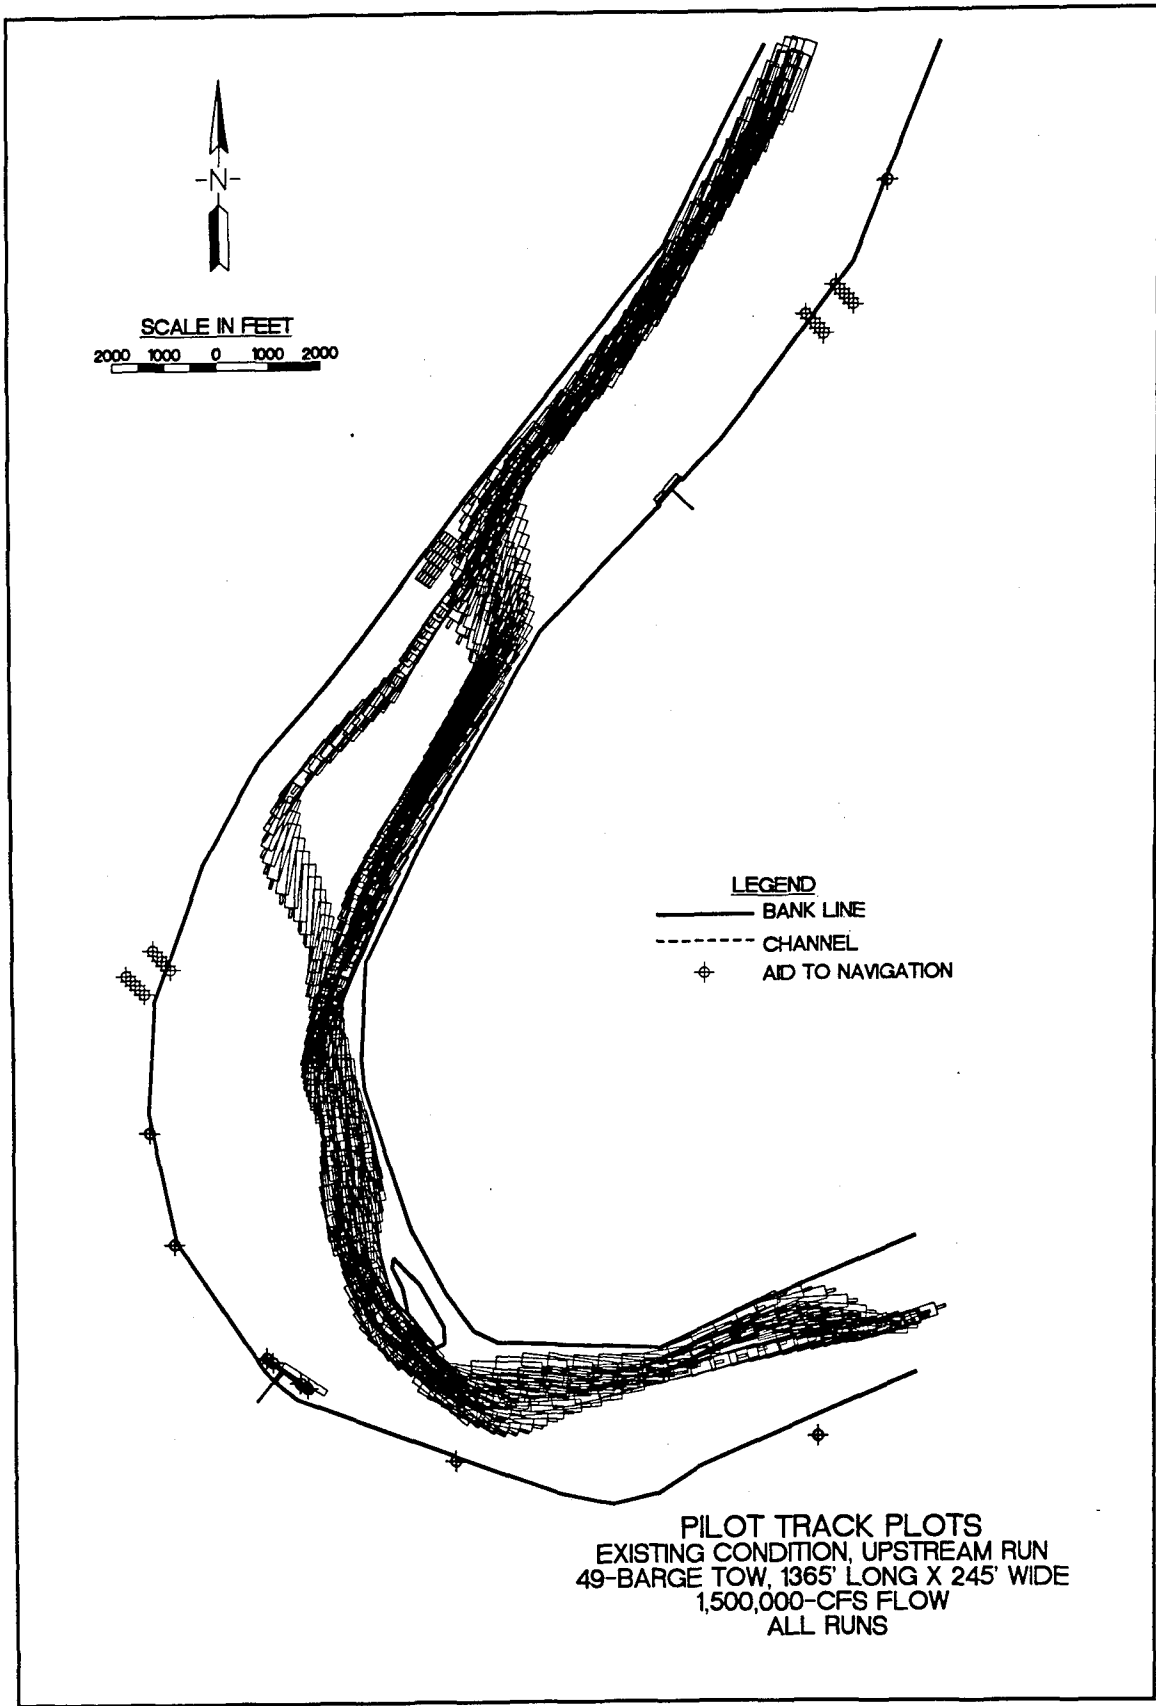 -N-
SCALE IN FEET
2000 1000 0 1000 2000
LEGEND
BANK LINE
CHANNEL
AID TO NAVIGATION
PILOT TRACK PLOTS
EXISTING CONDITION, UPSTREAM RUN
49-BARGE TOW, 1365' LONG X 245' WIDE
1,500,000-CFS FLOW
ALL RUNS